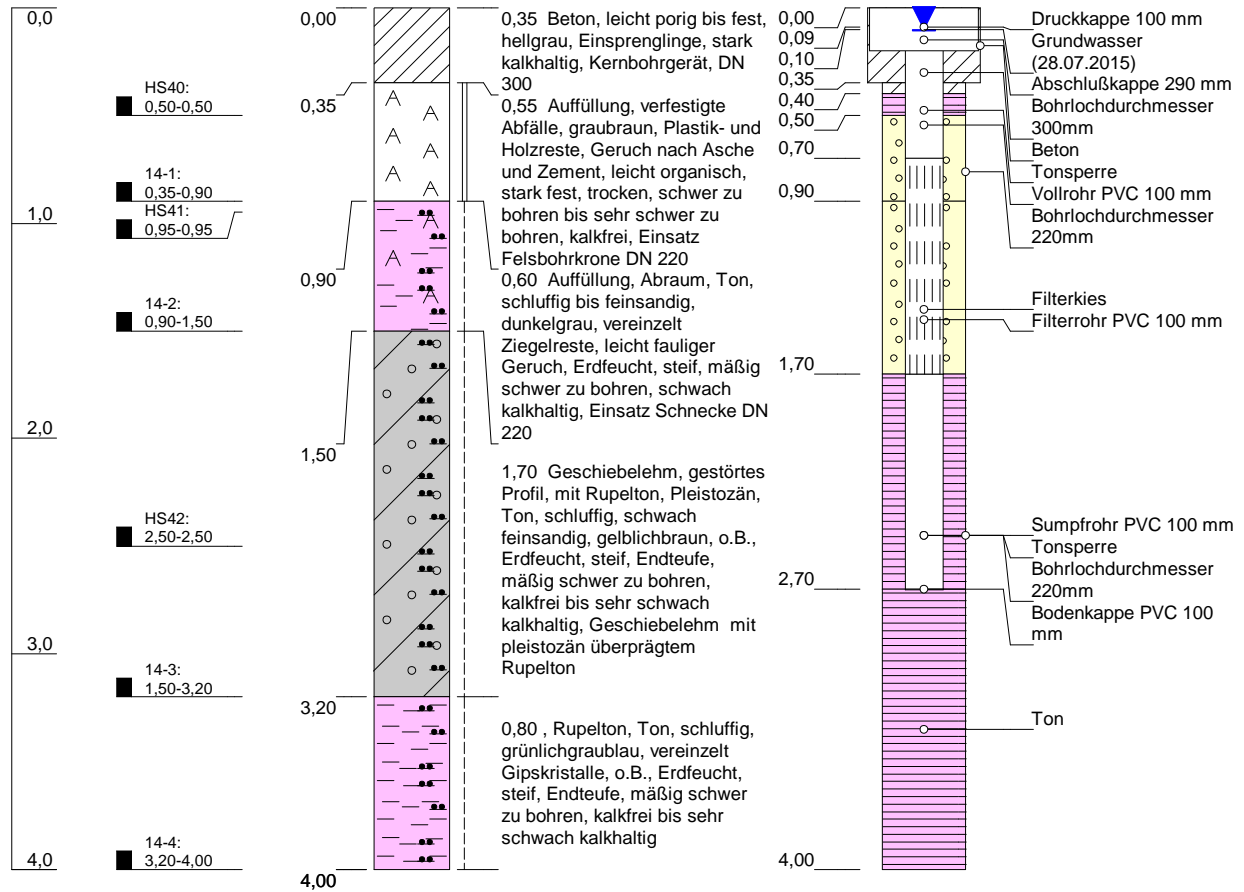 0,0
1,0
2,0
3,0
4,0
HS40:
0,50-0,50
14-1:
0,35-0,90
HS41:
0,95-0,95
14-2:
0,90-1,50
HS42:
2,50-2,50
14-3:
1,50-3,20
14-4:
3,20-4,00
0,00
0,35
0,90
1,50
3,20
4,00
0,35 Beton, leicht porig bis fest,
hellgrau, Einsprenglinge, stark
kalkhaltig, Kernbohrgerät, DN
300
0,55 Auffüllung, verfestigte
Abfälle, graubraun, Plastik- und
Holzreste, Geruch nach Asche
und Zement, leicht organisch,
stark fest, trocken, schwer zu
bohren bis sehr schwer zu
bohren, kalkfrei, Einsatz
Felsbohrkrone DN 220
0,60 Auffüllung, Abraum, Ton,
schluffig bis feinsandig,
dunkelgrau, vereinzelt
Ziegelreste, leicht fauliger
Geruch, Erdfeucht, steif, mäßig
schwer zu bohren, schwach
kalkhaltig, Einsatz Schnecke DN
220
1,70 Geschiebelehm, gestörtes
Profil, mit Rupelton, Pleistozän,
Ton, schluffig, schwach
feinsandig, gelblichbraun, o.B.,
Erdfeucht, steif, Endteufe,
mäßig schwer zu bohren,
kalkfrei bis sehr schwach
kalkhaltig, Geschiebelehm mit
pleistozän überprägtem
Rupelton
0,80 , Rupelton, Ton, schluffig,
grünlichgraublau, vereinzelt
Gipskristalle, o.B., Erdfeucht,
steif, Endteufe, mäßig schwer
zu bohren, kalkfrei bis sehr
schwach kalkhaltig
0,00
0,09
0,10
0,35
0,40
0,50
0,70
0,90
1,70
2,70
4,00
Druckkappe 100 mm
Grundwasser
(28.07.2015)
Abschlußkappe 290 mm
Bohrlochdurchmesser
300mm
Beton
Tonsperre
Vollrohr PVC 100 mm
Bohrlochdurchmesser
220mm
Filterkies
Filterrohr PVC 100 mm
Sumpfrohr PVC 100 mm
Tonsperre
Bohrlochdurchmesser
220mm
Bodenkappe PVC 100
mm
Ton